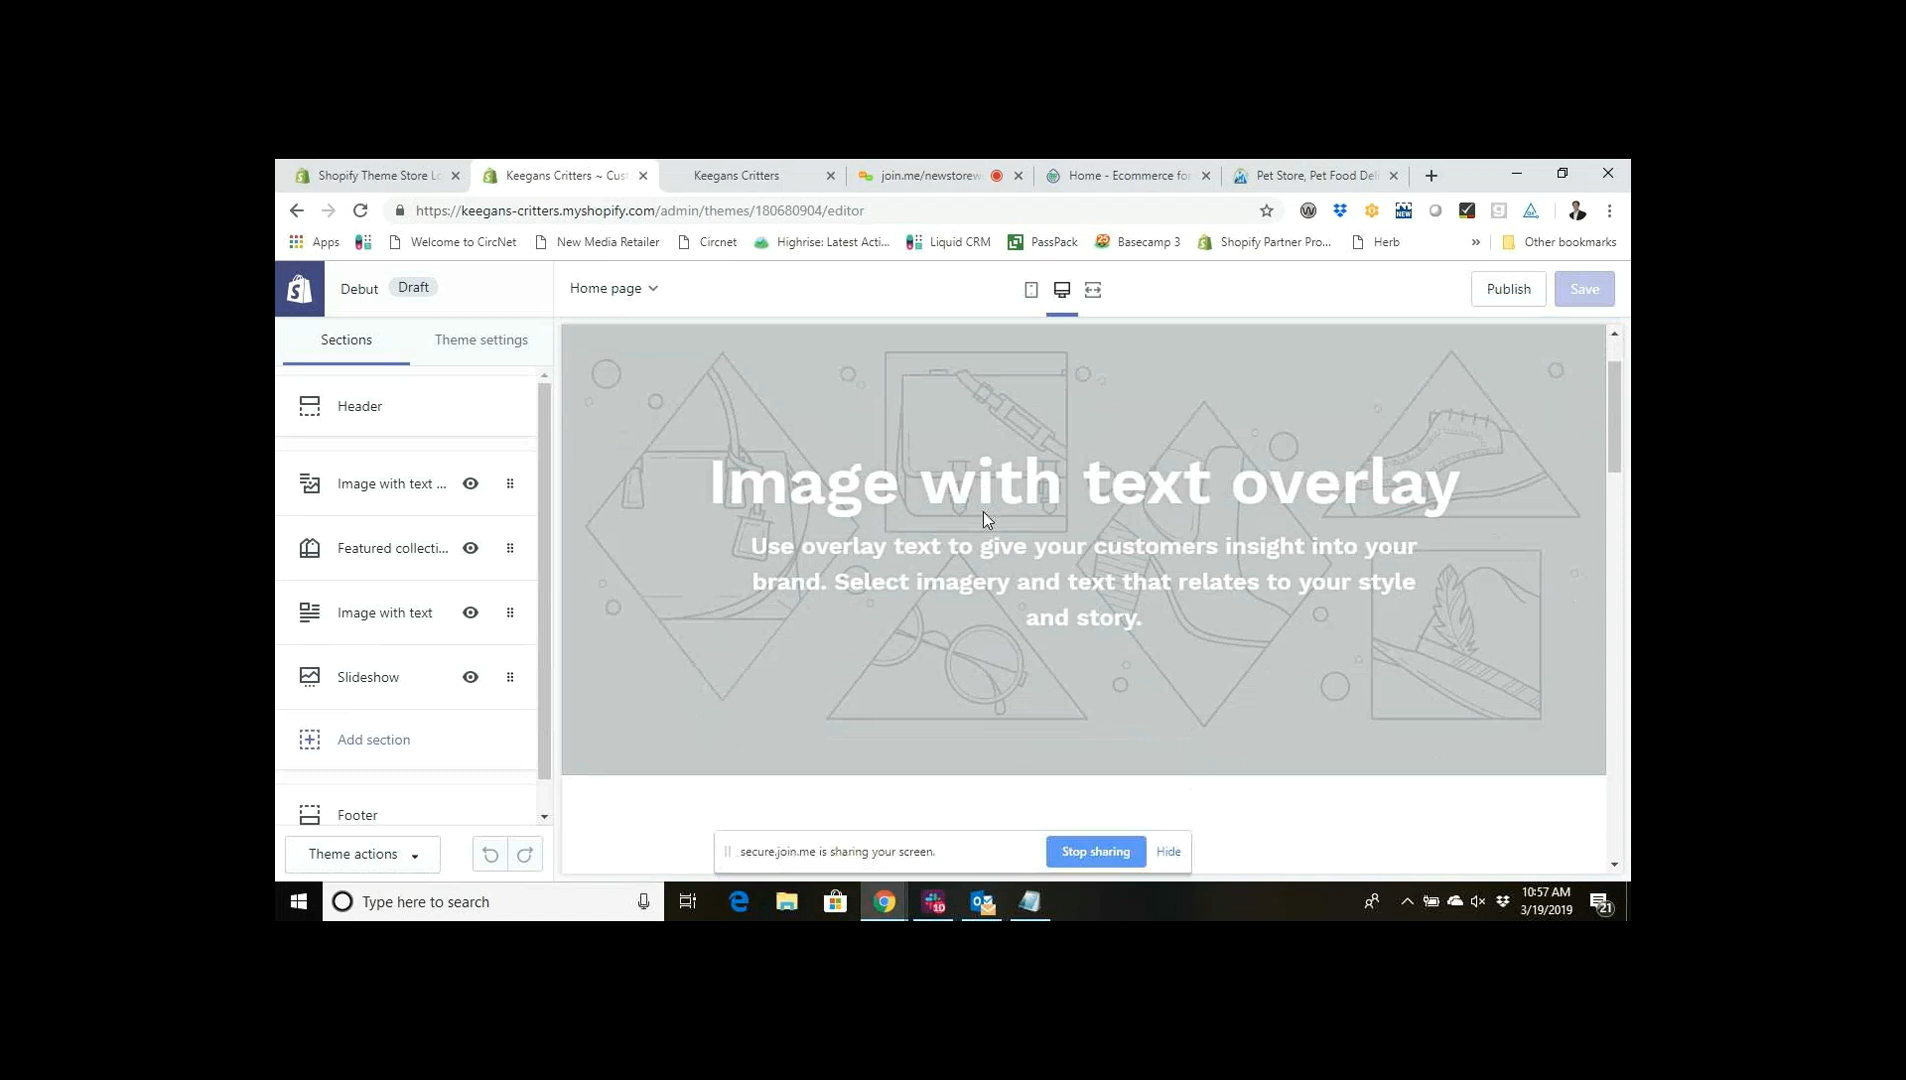 Shopify Theme Store Lo
Keegans Critters ~ Cus
Keegans Critters
join.me/newstorew
Home - Ecommerce for
Pet Store, Pet Food Deli
https://keegans-critters.myshopify.com/admin/themes/180680904/editor
Apps
Welcome to CircNet
New Media Retailer
Circnet
Highrise: Latest Acti...
Liquid CRM
PassPack
Basecamp 3
Shopify Partner Pro...
Herb
»
Other bookmarks
Debut
Draft
Home page
Publish
Save
Sections
Theme settings
Header
Image with text ...
Featured collecti...
Image with text
Slideshow
Add section
Footer
Theme actions
Image with text overlay
Use overlay text to give your customers insight into your
brand. Select imagery and text that relates to your style
and story.
secure.join.me is sharing your screen.
Stop sharing
Hide
Type here to search
10
10:57 AM
3/19/2019
21